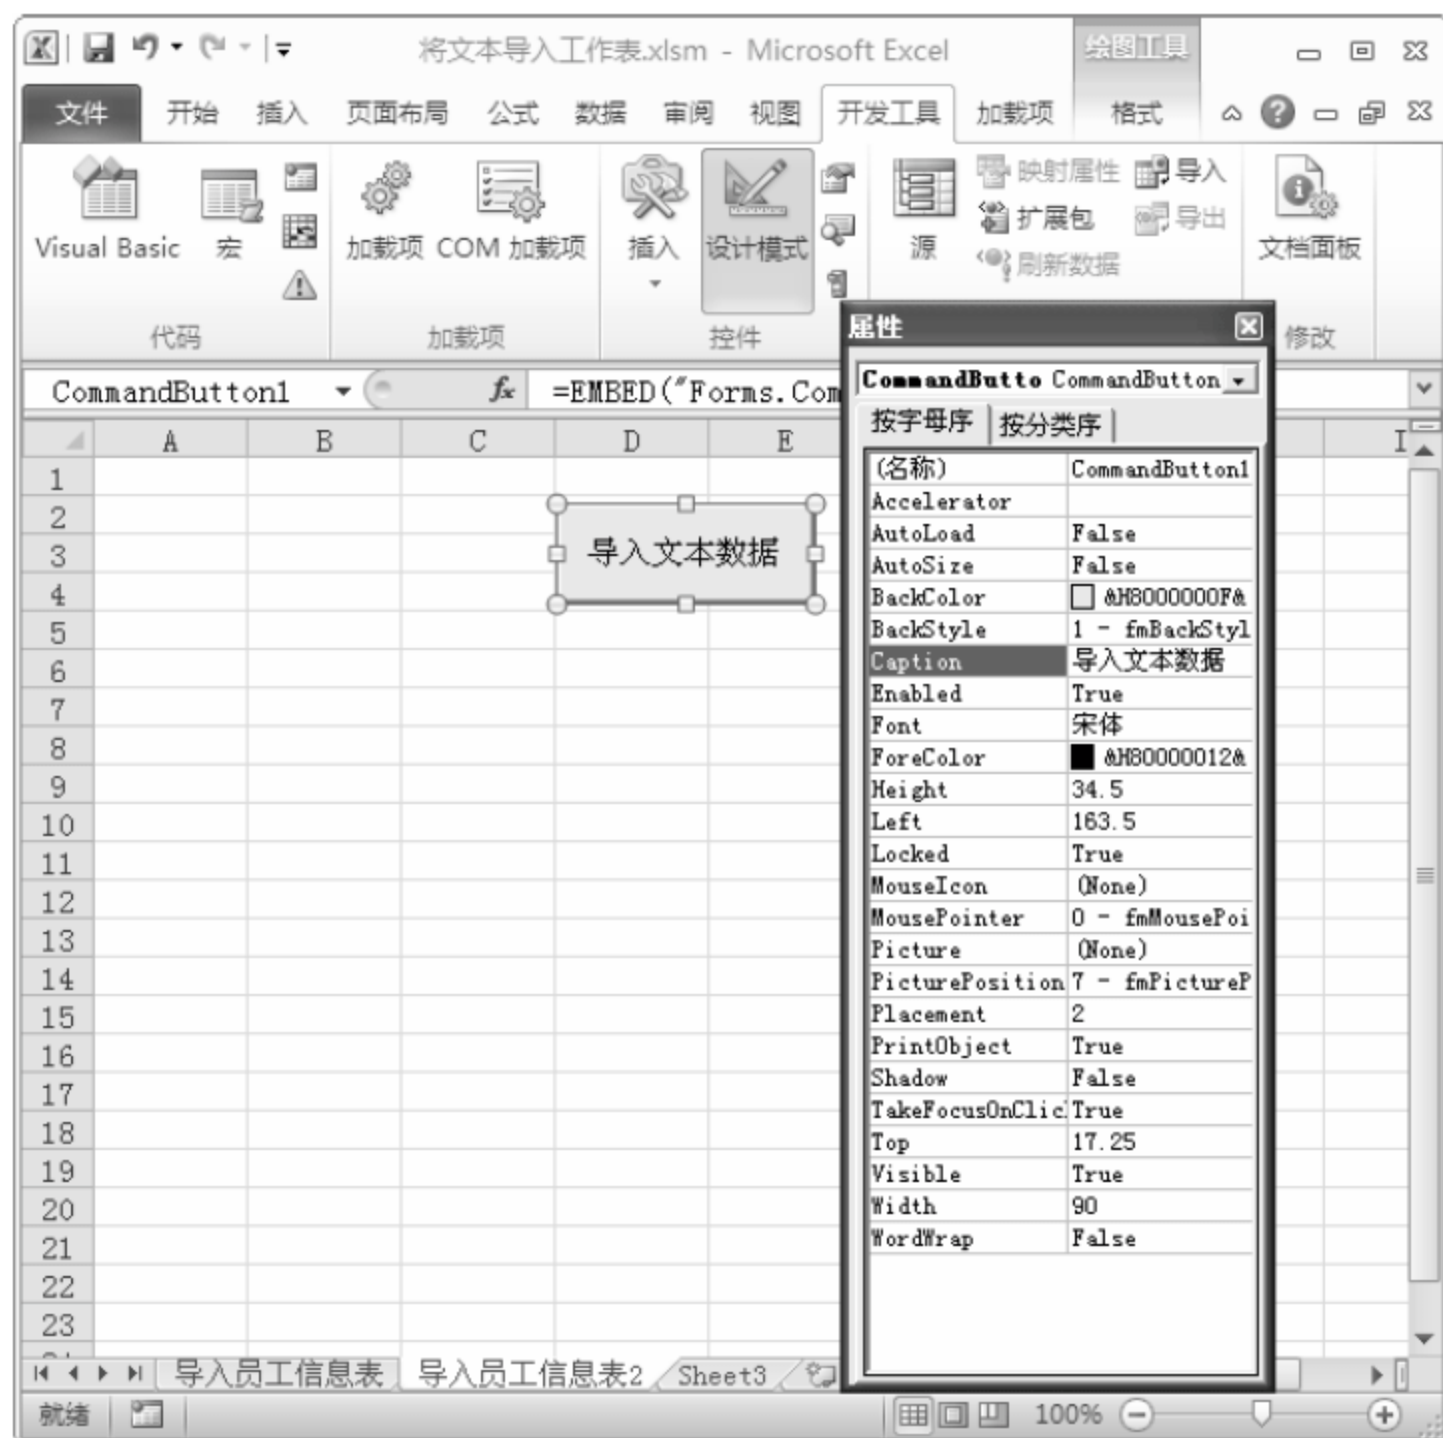 将文本导入工作表.xlsm - Microsoft Excel
绘图工具
文件 开始 插入 页面布局 公式 数据 审阅 视图 开发工具 加载项 格式
Visual Basic 宏 加载项 COM 加载项 插入 设计模式 源 映射属性 导入 扩展包 导出 刷新数据 文档面板
代码 加载项 控件 修改
属性
CommandButton1 fx =EMBED("Forms.Com
CommandButto CommandButton
按字母序 按分类序
A B C D E I
1
2
3
4
5
6
7
8
9
10
11
12
13
14
15
16
17
18
19
20
21
22
23
导入文本数据
(名称) CommandButton1
Accelerator
AutoLoad False
AutoSize False
BackColor &H8000000F&
BackStyle 1 - fmBackStyl
Caption 导入文本数据
Enabled True
Font 宋体
ForeColor &H80000012&
Height 34.5
Left 163.5
Locked True
MouseIcon (None)
MousePointer 0 - fmMousePoi
Picture (None)
PicturePosition 7 - fmPictureP
Placement 2
PrintObject True
Shadow False
TakeFocusOnClic True
Top 17.25
Visible True
Width 90
WordWrap False
导入员工信息表 导入员工信息表2 Sheet3
就绪 100%